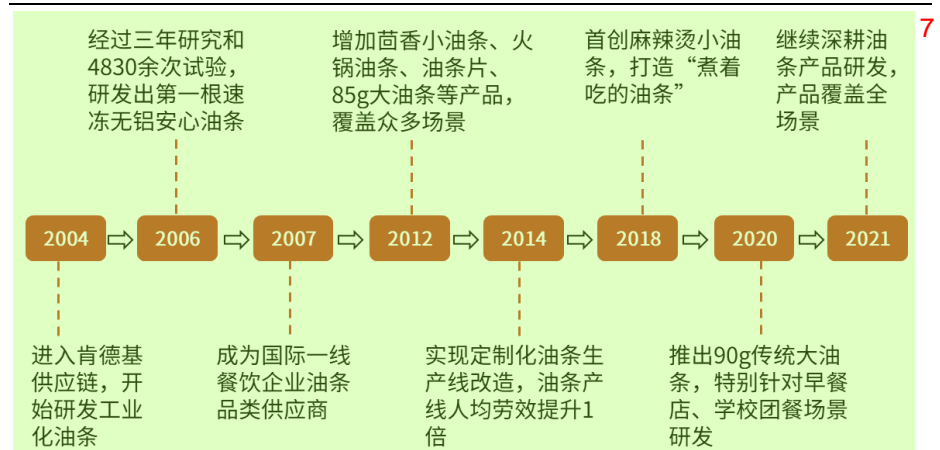 7
经过三年研究和
4830余次试验，
研发出第一根速
冻无铝安心油条
增加茴香小油条、火
锅油条、油条片、
85g大油条等产品，
覆盖众多场景
首创麻辣烫小油
条，打造“煮着
吃的油条”
继续深耕油
条产品研发，
产品覆盖全
场景
2004
2006
2007
2012
2014
2018
2020
2021
进入肯德基
供应链，开
始研发工业
化油条
成为国际一线
餐饮企业油条
品类供应商
实现定制化油条生
产线改造，油条产
线人均劳效提升1
倍
推出90g传统大油
条，特别针对早餐
店、学校团餐场景
研发